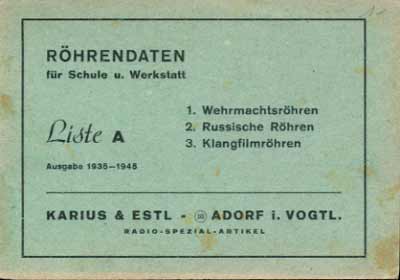 RÖHRENDATEN
für Schule u. Werkstatt
Liste A
Ausgabe 1935—1945
1. Wehrmachtsröhren
2. Russische Röhren
3. Klangfilmröhren
KARIUS & ESTL - ADORF i. VOGTL.
RADIO-SPEZIAL-ARTIKEL